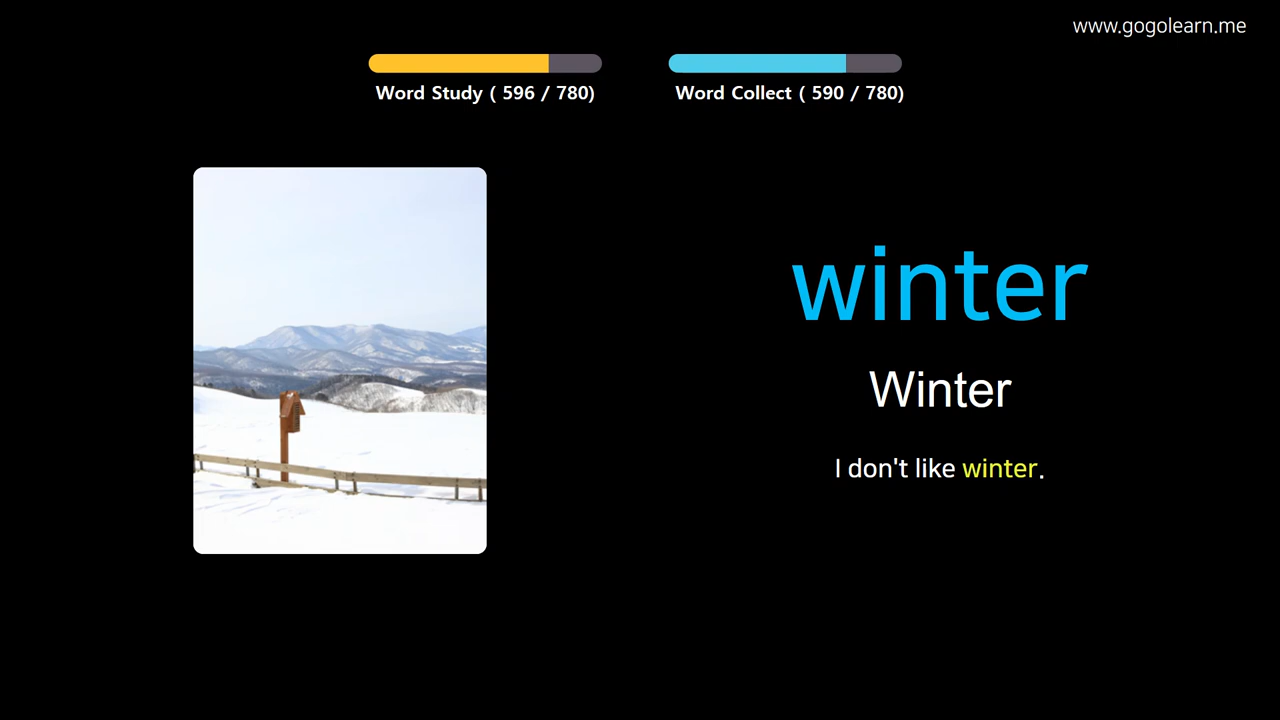 www.gogolearn.me
Word Study ( 596 / 780)
Word Collect ( 590 / 780)
winter
Winter
I don't like winter.